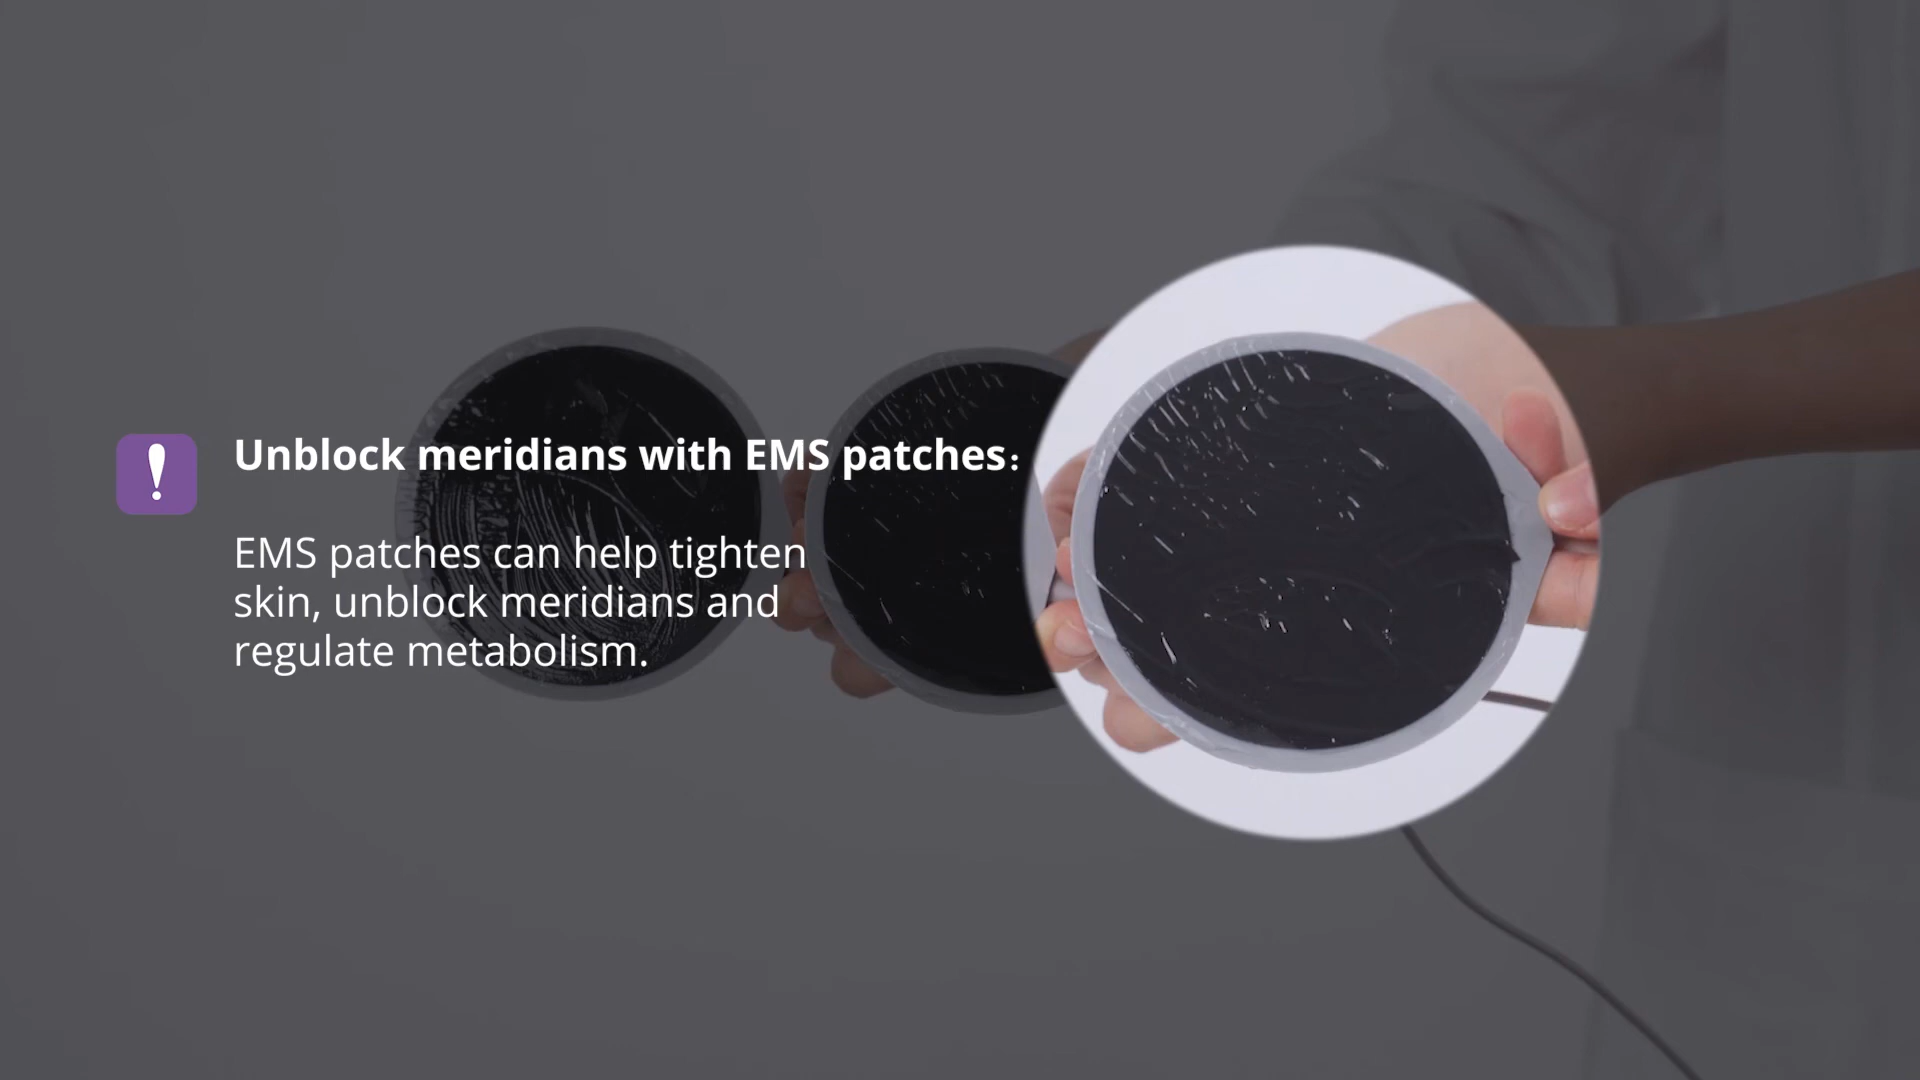 Unblock meridians with EMS patches:
EMS patches can help tighten
skin, unblock meridians and
regulate metabolism.